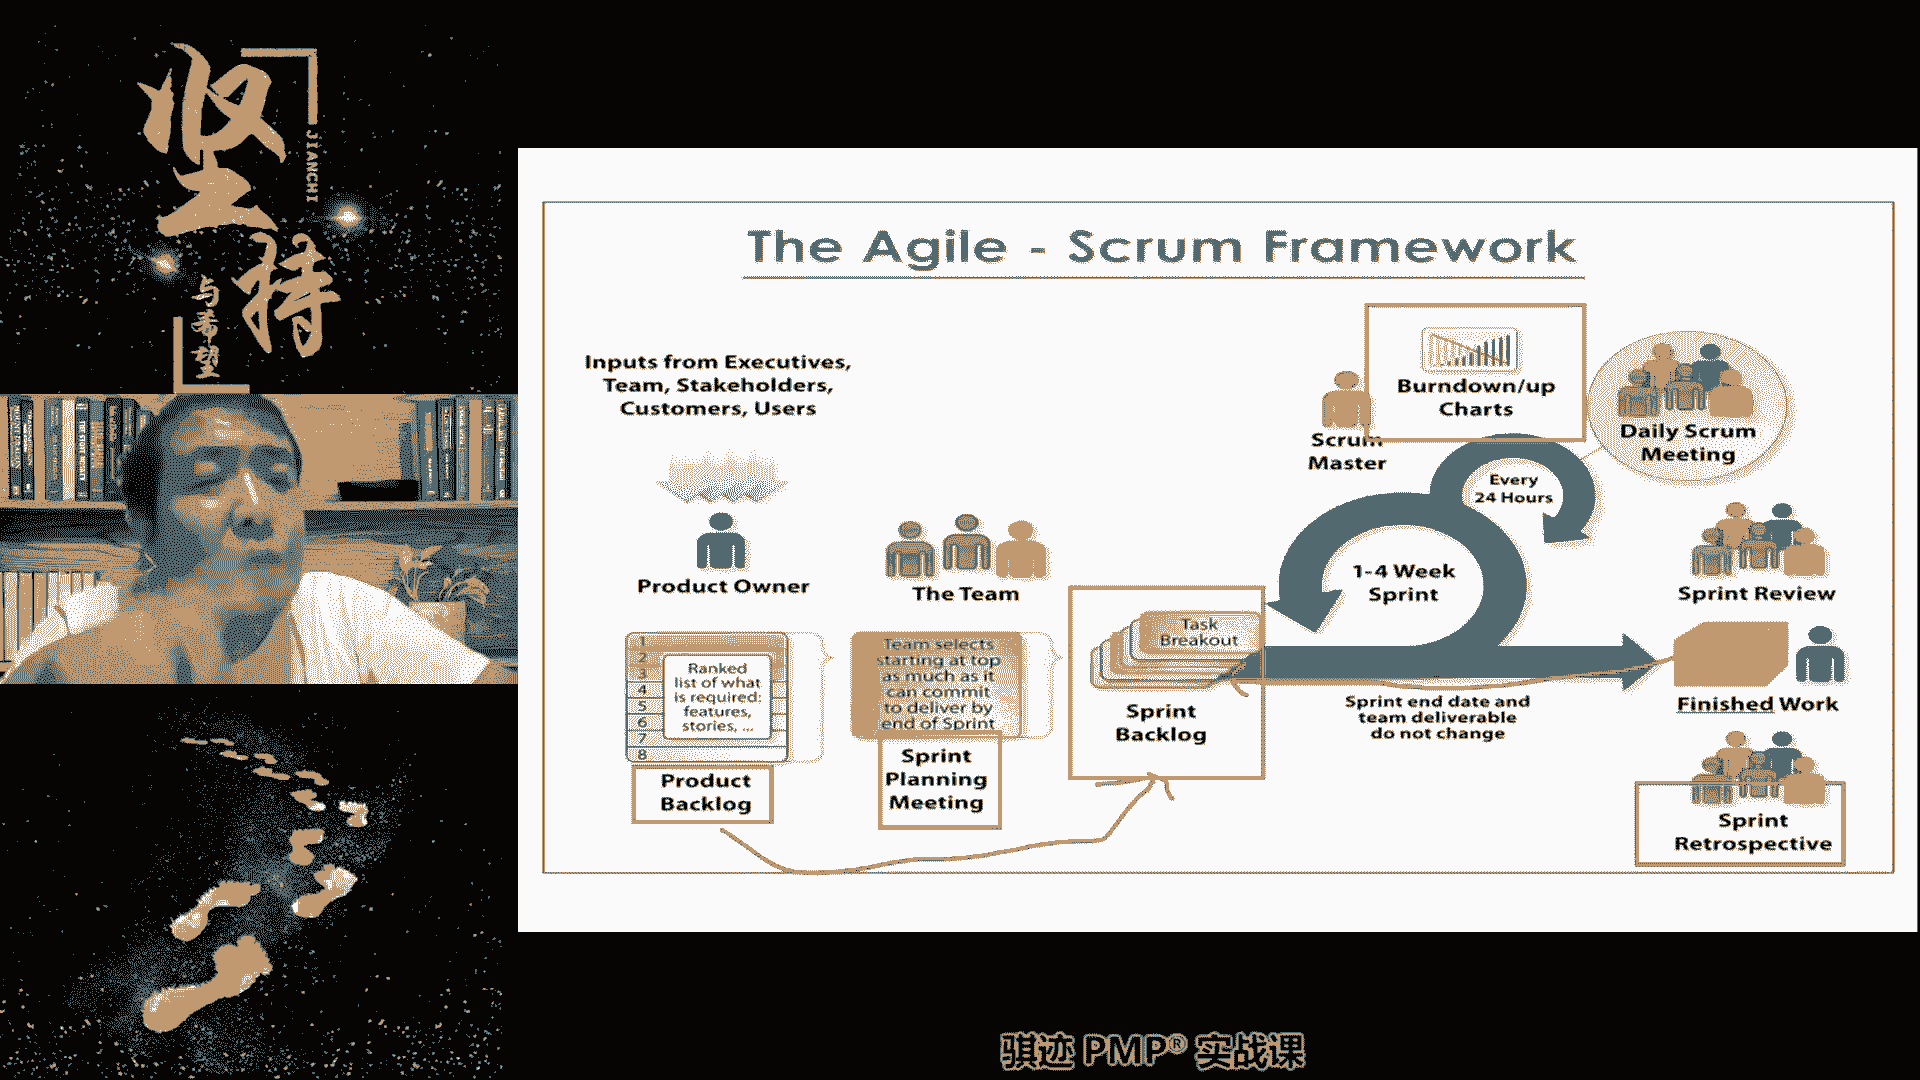 坚
持
JIANCHI
与希望
The Agile - Scrum Framework
Inputs from Executives,
Team, Stakeholders,
Customers, Users
Product Owner
1
2
3
4
5
6
7
8
Ranked
list of what
is required:
features,
stories, ...
Product
Backlog
The Team
Team selects
starting at top
as much as it
can commit
to deliver by
end of Sprint
Sprint
Planning
Meeting
Task
Breakout
Sprint
Backlog
Scrum
Master
Burndown/up
Charts
Every
24 Hours
1-4 Week
Sprint
Sprint end date and
team deliverable
do not change
Daily Scrum
Meeting
Sprint Review
Finished Work
Sprint
Retrospective
骐迹 PMP® 实战课